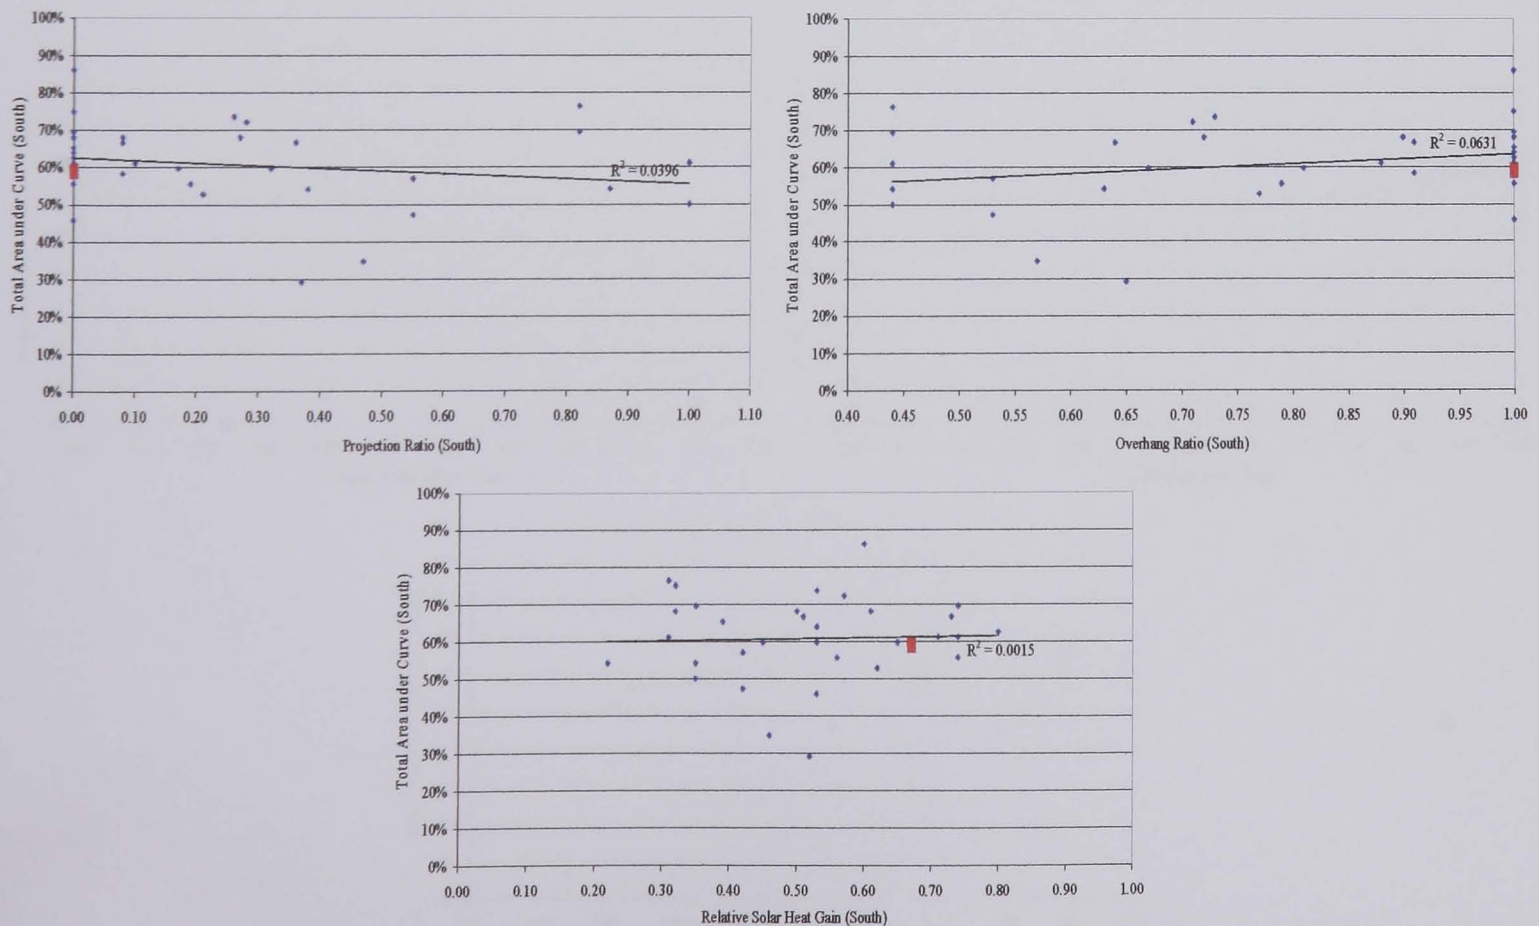 100%
90%
80%
70%
60%
50%
40%
30%
20%
10%
0%
Total Area under Curve (South)
R² = 0.0396
0.00 0.10 0.20 0.30 0.40 0.50 0.60 0.70 0.80 0.90 1.00 1.10
Projection Ratio (South)
100%
90%
80%
70%
60%
50%
40%
30%
20%
10%
0%
Total Area under Curve (South)
R² = 0.0631
0.40 0.45 0.50 0.55 0.60 0.65 0.70 0.75 0.80 0.85 0.90 0.95 1.00
Overhang Ratio (South)
100%
90%
80%
70%
60%
50%
40%
30%
20%
10%
0%
Total Area under Curve (South)
R² = 0.0015
0.00 0.10 0.20 0.30 0.40 0.50 0.60 0.70 0.80 0.90 1.00
Relative Solar Heat Gain (South)